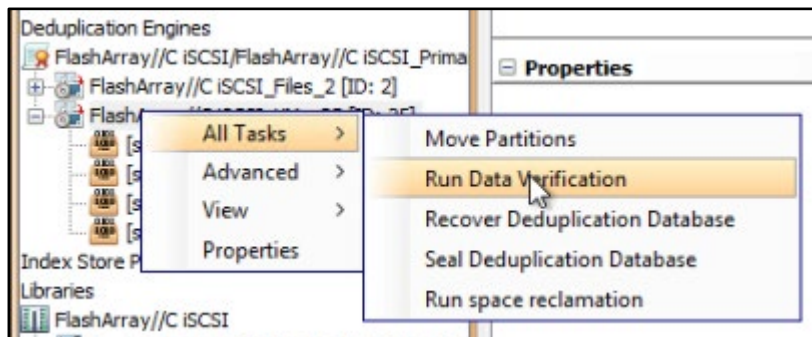 Deduplication Engines
FlashArray//C iSCSI/FlashArray//C iSCSI_Prima
FlashArray//C iSCSI_Files_2 [ID: 2]
Properties
All Tasks >
Advanced >
View >
Properties
Move Partitions
Run Data Verification
Recover Deduplication Database
Seal Deduplication Database
Run space reclamation
[s
[s
[s
[s
Index Store P
Libraries
FlashArray//C iSCSI